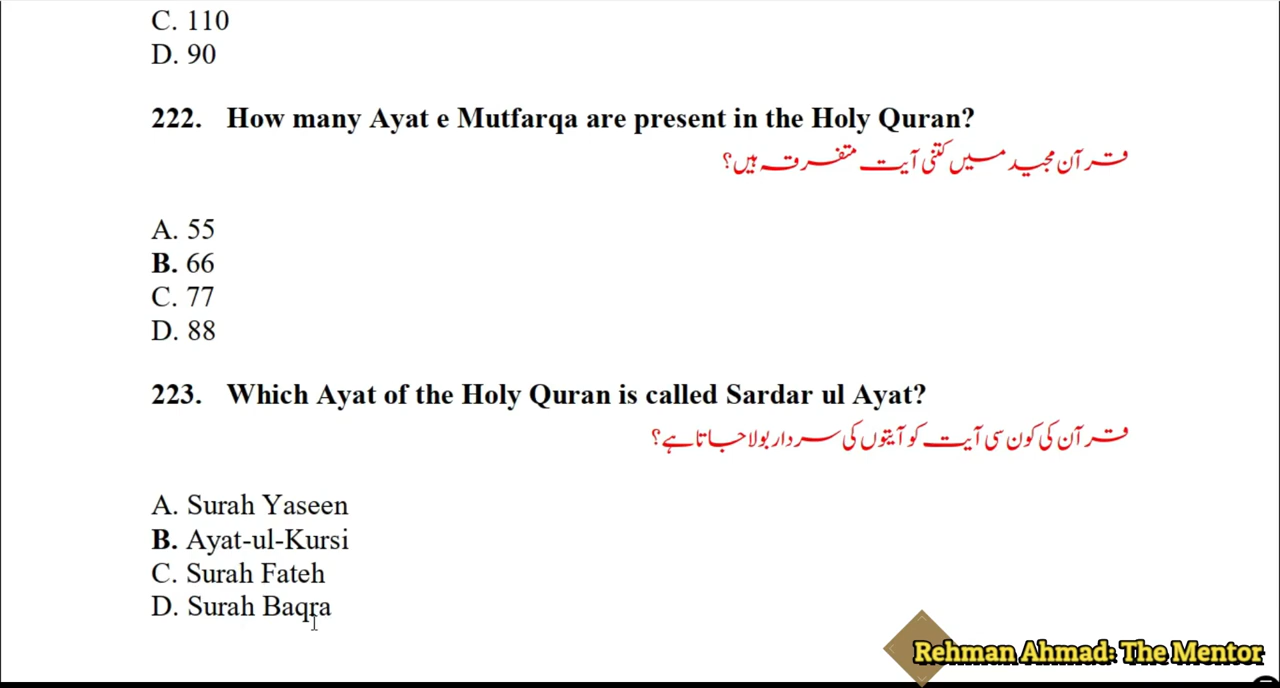 C. 110
D. 90
222. How many Ayat e Mutfarqa are present in the Holy Quran?
قرآن مجید میں کتنی آیت متفرقہ ہیں؟
A. 55
B. 66
C. 77
D. 88
223. Which Ayat of the Holy Quran is called Sardar ul Ayat?
قرآن کی کون سی آیت کو آیتوں کی سردار بولا جاتا ہے؟
A. Surah Yaseen
B. Ayat-ul-Kursi
C. Surah Fateh
D. Surah Baqra
Rehman Ahmad: The Mentor